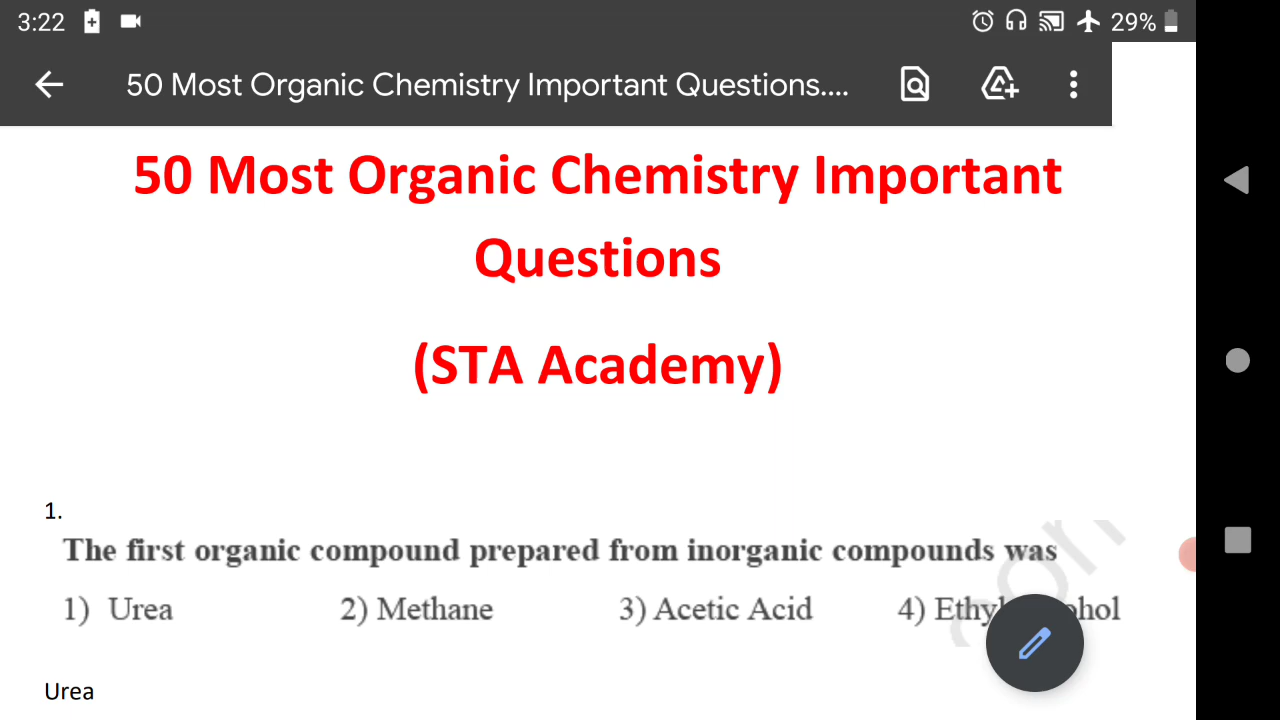 3:22 29%
50 Most Organic Chemistry Important Questions....
50 Most Organic Chemistry Important
Questions
(STA Academy)
1.
The first organic compound prepared from inorganic compounds was
1) Urea 2) Methane 3) Acetic Acid 4)
Urea